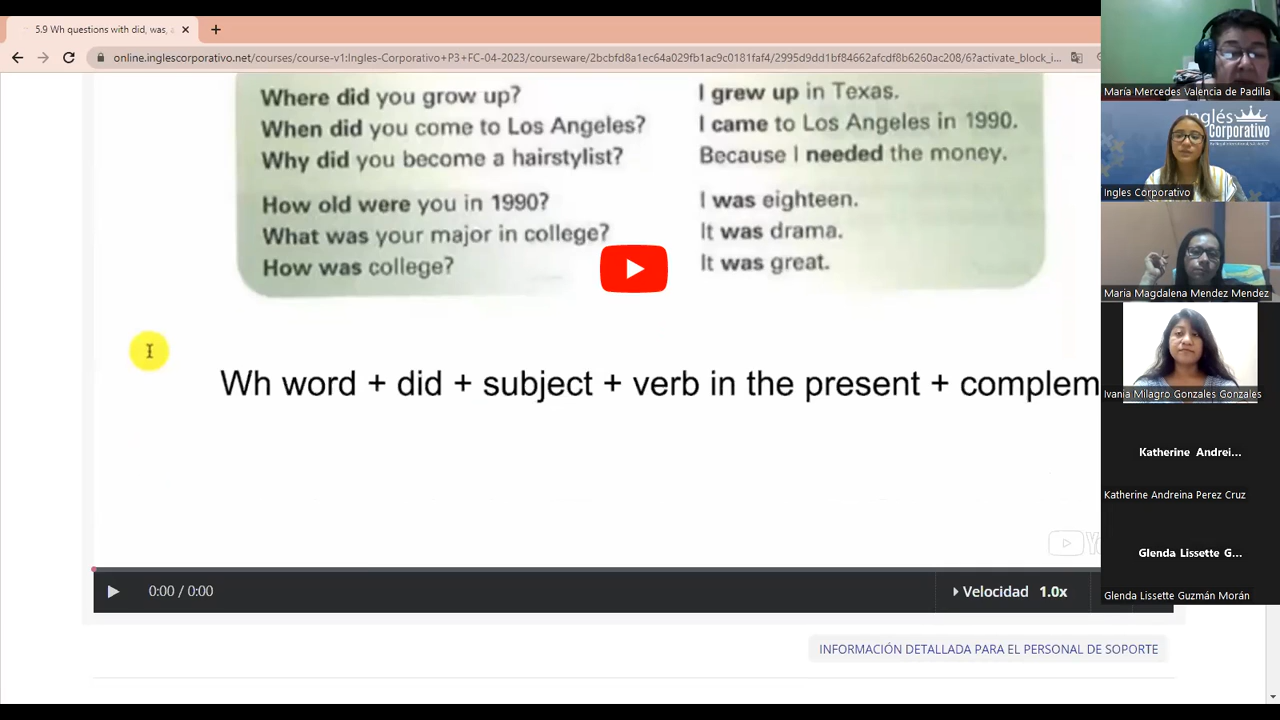 5.9 Wh questions with did, was, a
online.inglescorporativo.net/courses/course-v1:Ingles-Corporativo+P3+FC-04-2023/courseware/2bcbfd8a1ec64a029fb1ac9c0181faf4/2995d9dd1bf84662afcdf8b6260ac208/6?activate_block_i...
Where did you grow up? I grew up in Texas.
When did you come to Los Angeles? I came to Los Angeles in 1990.
Why did you become a hairstylist? Because I needed the money.
How old were you in 1990? I was eighteen.
What was your major in college? It was drama.
How was college? It was great.
Wh word + did + subject + verb in the present + complem
0:00 / 0:00
Velocidad 1.0x
INFORMACIÓN DETALLADA PARA EL PERSONAL DE SOPORTE
María Mercedes Valencia de Padilla
Inglés
Corporativo
Ingles Corporativo
Maria Magdalena Mendez Mendez
Ivania Milagro Gonzales Gonzales
Katherine Andrei...
Katherine Andreina Perez Cruz
Glenda Lissette G...
Glenda Lissette Guzmán Morán